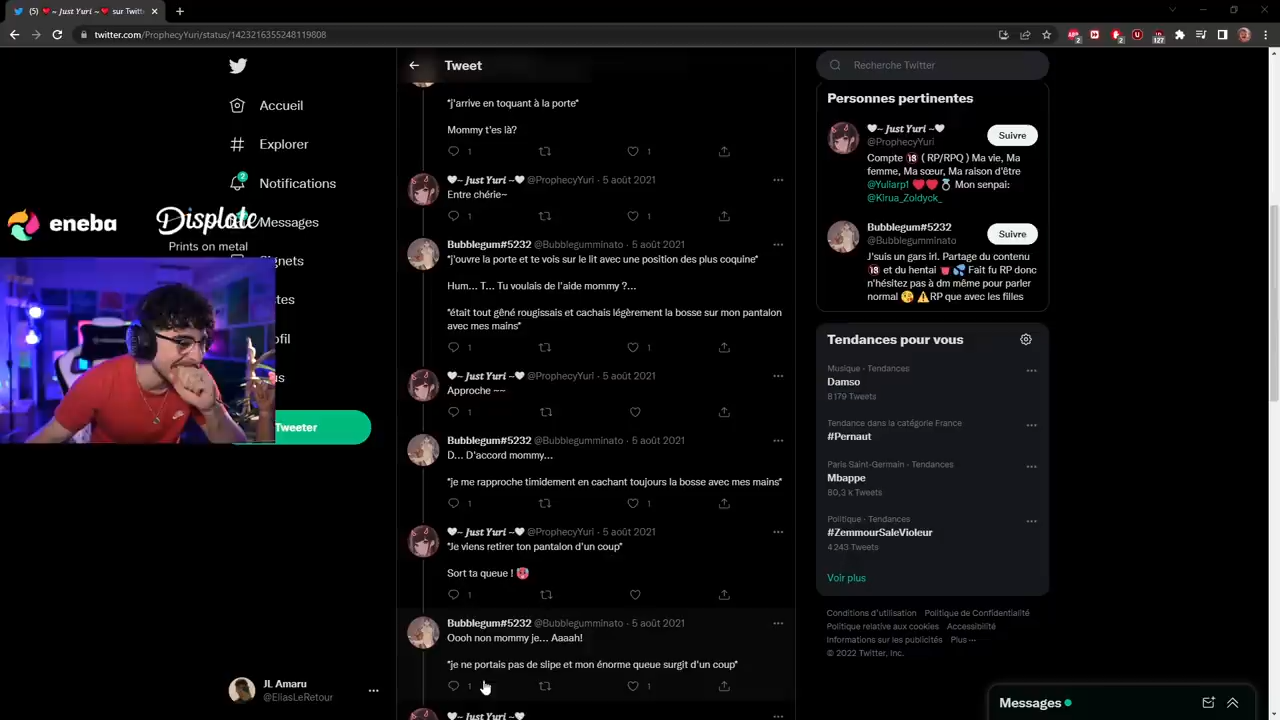 (5) ❤️~ Just Yuri ~❤️ sur Twitte
twitter.com/ProphecyYuri/status/1423216355248119808
Accueil
Explorer
Notifications
2
Messages
gnets
tes
fil
us
Tweeter
eneba
Displate
Prints on metal
JL Amaru
@EliasLeRetour
Tweet
*j'arrive en toquant à la porte*
Mommy t'es là?
1
1
🤍~ Just Yuri ~🤍 @ProphecyYuri · 5 août 2021
Entre chérie~
1
1
Bubblegum#5232 @Bubblegumminato · 5 août 2021
*j'ouvre la porte et te vois sur le lit avec une position des plus coquine*
Hum... T... Tu voulais de l'aide mommy ?...
*était tout gêné rougissais et cachais légèrement la bosse sur mon pantalon
avec mes mains*
1
1
🤍~ Just Yuri ~🤍 @ProphecyYuri · 5 août 2021
Approche ~~
1
Bubblegum#5232 @Bubblegumminato · 5 août 2021
D... D'accord mommy...
*je me rapproche timidement en cachant toujours la bosse avec mes mains*
1
1
🤍~ Just Yuri ~🤍 @ProphecyYuri · 5 août 2021
*Je viens retirer ton pantalon d'un coup*
Sort ta queue ! 🥵
1
Bubblegum#5232 @Bubblegumminato · 5 août 2021
Oooh non mommy je... Aaaah!
*je ne portais pas de slipe et mon énorme queue surgit d'un coup*
1
1
🤍~ Just Yuri ~🤍
Recherche Twitter
Personnes pertinentes
🤍~ Just Yuri ~🤍
@ProphecyYuri
Suivre
Compte 🔞 ( RP/RPQ ) Ma vie, Ma
femme, Ma sœur, Ma raison d'être
@Yuliarp1 ❤️❤️💍 Mon senpai:
@Kirua_Zoldyck_
Bubblegum#5232
@Bubblegumminato
Suivre
J'suis un gars irl. Partage du contenu
🔞 et du hentai 👅💦 Fait fu RP donc
n'hésitez pas à dm même pour parler
normal 😘 ⚠️RP que avec les filles
Tendances pour vous
Musique · Tendances
Damso
8 179 Tweets
Tendance dans la catégorie France
#Pernaut
Paris Saint-Germain · Tendances
Mbappe
80,3 k Tweets
Politique · Tendances
#ZemmourSaleVioleur
4 243 Tweets
Voir plus
Conditions d'utilisation Politique de Confidentialité
Politique relative aux cookies Accessibilité
Informations sur les publicités Plus ···
© 2022 Twitter, Inc.
Messages